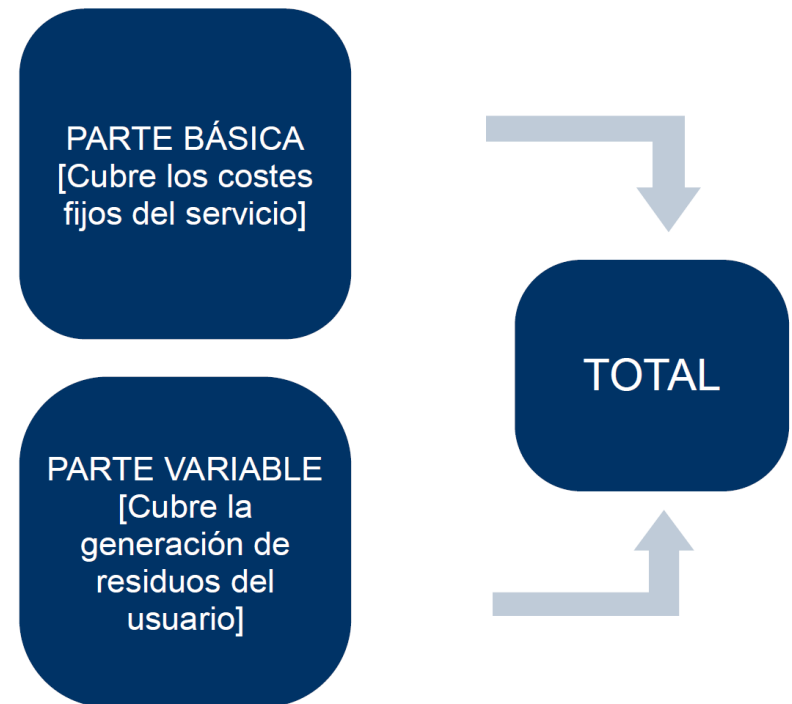 PARTE BÁSICA
[Cubre los costes
fijos del servicio]
TOTAL
PARTE VARIABLE
[Cubre la
generación de
residuos del
usuario]